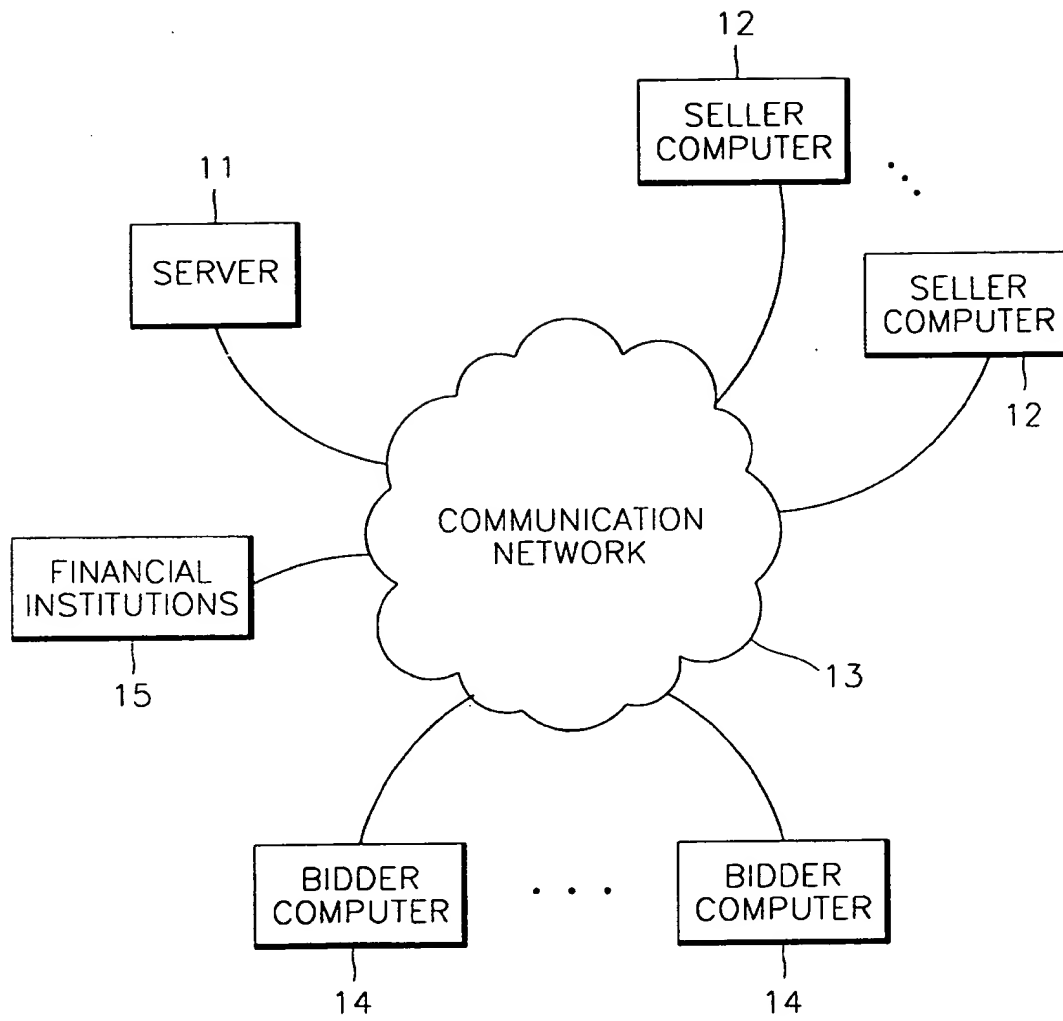 12
SELLER
COMPUTER
11
SERVER
SELLER
COMPUTER
12
COMMUNICATION
NETWORK
FINANCIAL
INSTITUTIONS
15
13
BIDDER
COMPUTER
14
BIDDER
COMPUTER
14